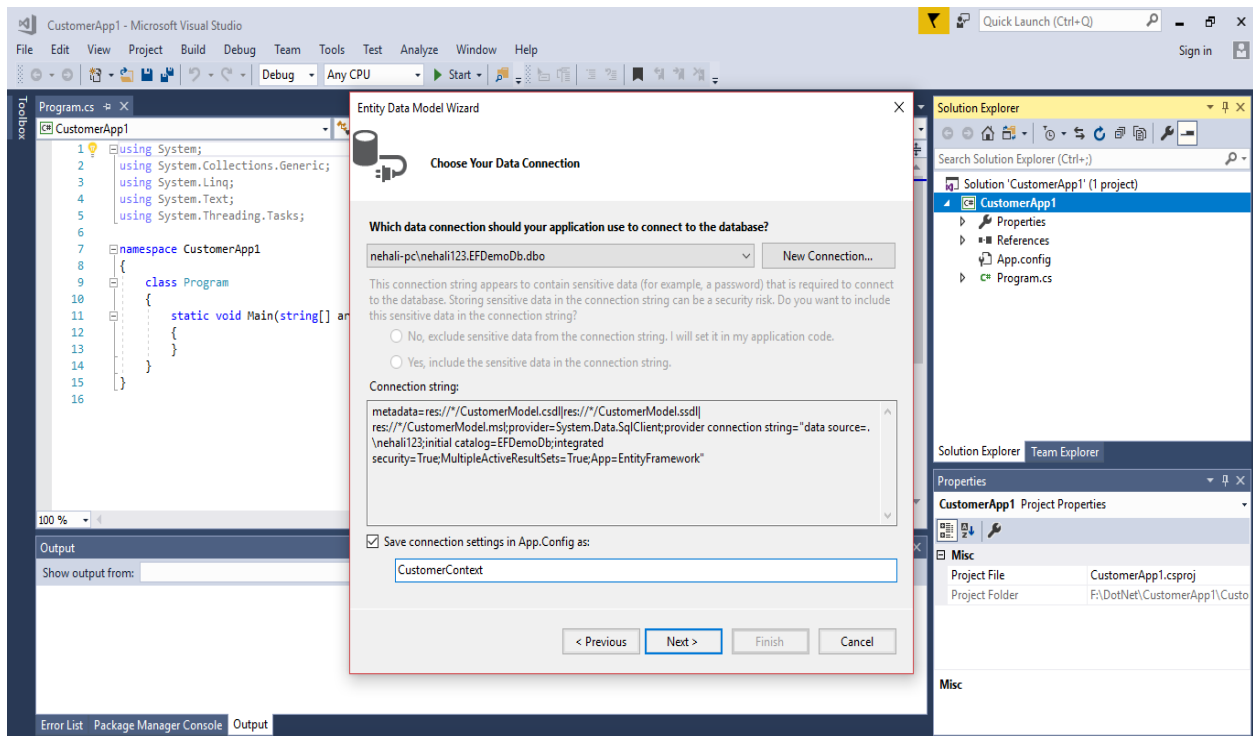 CustomerApp1 - Microsoft Visual Studio
Quick Launch (Ctrl+Q)
File Edit View Project Build Debug Team Tools Test Analyze Window Help
Sign in
Debug Any CPU Start
Toolbox
Program.cs
CustomerApp1
1 using System;
2 using System.Collections.Generic;
3 using System.Linq;
4 using System.Text;
5 using System.Threading.Tasks;
6
7 namespace CustomerApp1
8 {
9 class Program
10 {
11 static void Main(string[] ar
12 {
13 }
14 }
15 }
16
100 %
Output
Show output from:
Error List Package Manager Console Output
Entity Data Model Wizard
Choose Your Data Connection
Which data connection should your application use to connect to the database?
nehali-pc\nehali123.EFDemoDb.dbo
New Connection...
This connection string appears to contain sensitive data (for example, a password) that is required to connect
to the database. Storing sensitive data in the connection string can be a security risk. Do you want to include
this sensitive data in the connection string?
No, exclude sensitive data from the connection string. I will set it in my application code.
Yes, include the sensitive data in the connection string.
Connection string:
metadata=res://*/CustomerModel.csdl|res://*/CustomerModel.ssdl|
res://*/CustomerModel.msl;provider=System.Data.SqlClient;provider connection string="data source=.
\nehali123;initial catalog=EFDemoDb;integrated
security=True;MultipleActiveResultSets=True;App=EntityFramework"
Save connection settings in App.Config as:
CustomerContext
< Previous Next > Finish Cancel
Solution Explorer
Search Solution Explorer (Ctrl+;)
Solution 'CustomerApp1' (1 project)
C# CustomerApp1
Properties
References
App.config
C# Program.cs
Solution Explorer Team Explorer
Properties
CustomerApp1 Project Properties
Misc
Project File CustomerApp1.csproj
Project Folder F:\DotNet\CustomerApp1\Custo
Misc